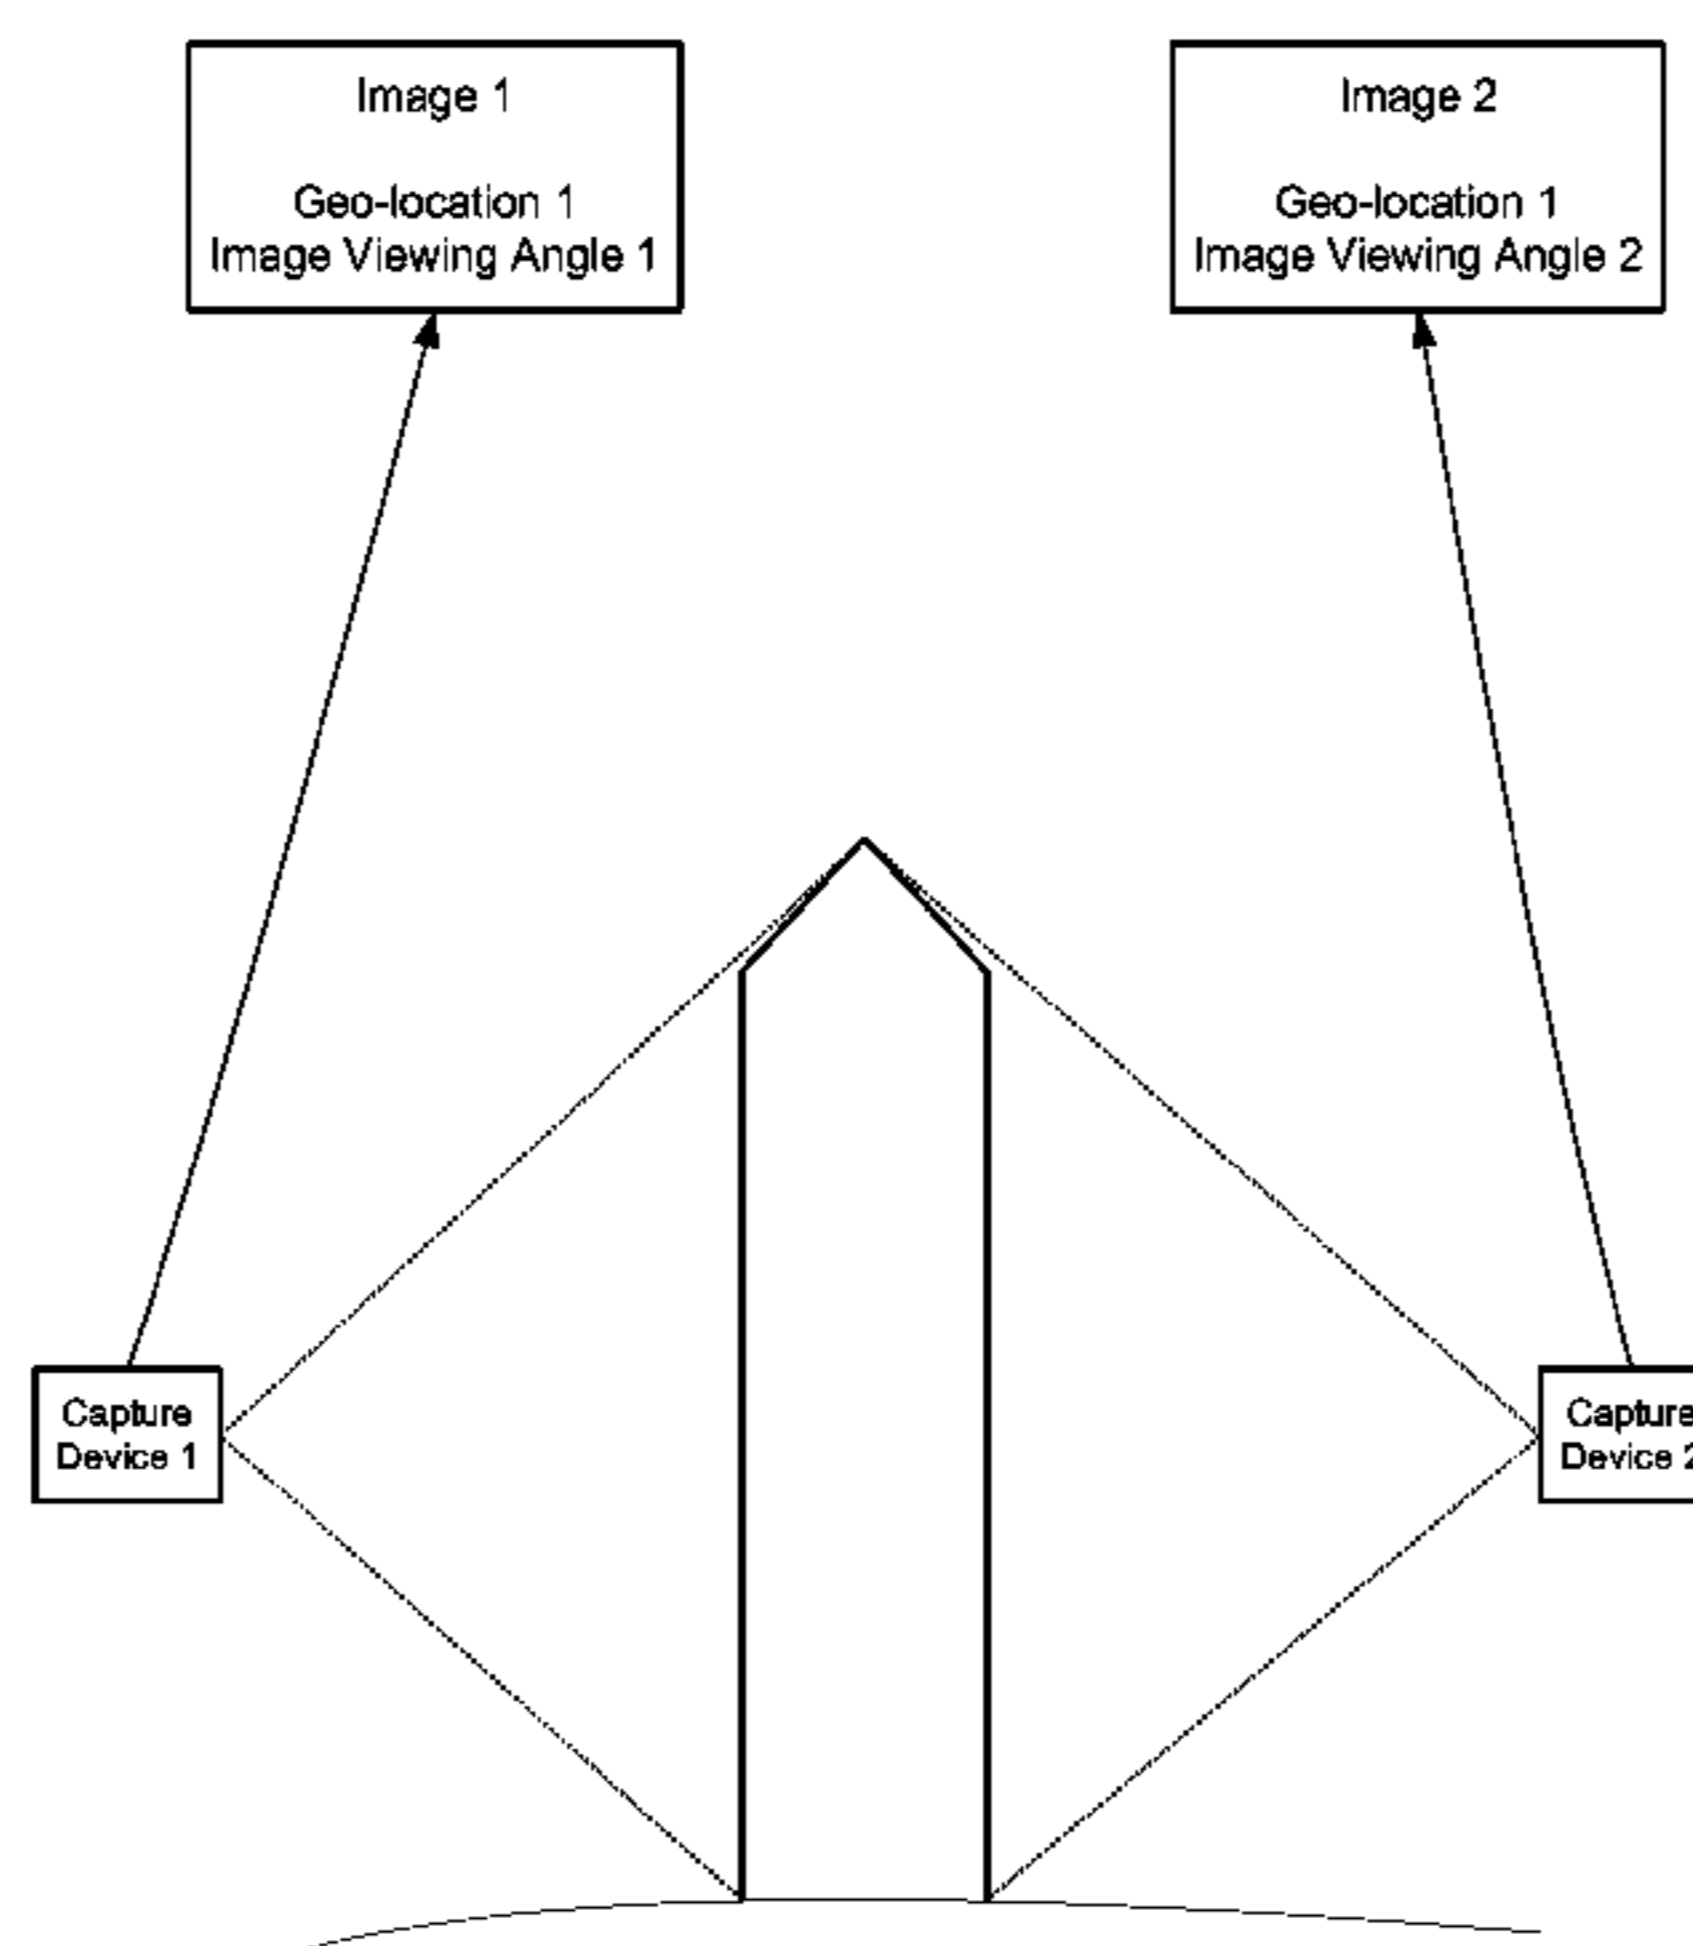 Image 1
Geo-location 1
Image Viewing Angle 1
Image 2
Geo-location 1
Image Viewing Angle 2
Capture
Device 1
Capture
Device 2